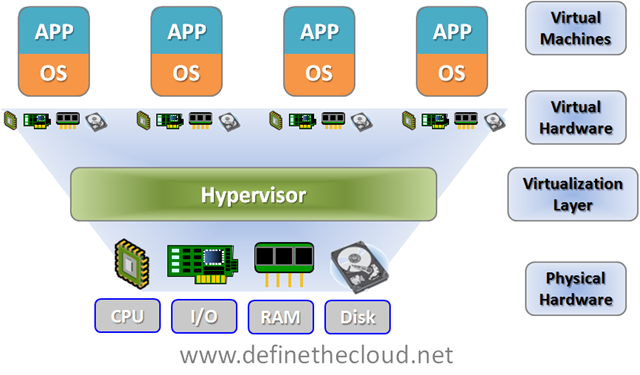 APP APP APP APP Virtual
Machines
OS OS OS OS
Virtual
Hardware
Hypervisor Virtualization
Layer
Physical
Hardware
CPU I/O RAM Disk
www.definethecloud.net